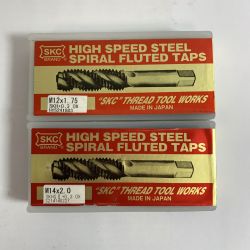 SKC
BRAND
HIGH SPEED STEEL
SPIRAL FLUTED TAPS
M12x1.75
"SKC" THREAD TOOL WORKS
MADE IN JAPAN
SKC
BRAND
HIGH SPEED STEEL
SPIRAL FLUTED TAPS
M14x2.0
"SKC" THREAD TOOL WORKS
MADE IN JAPAN